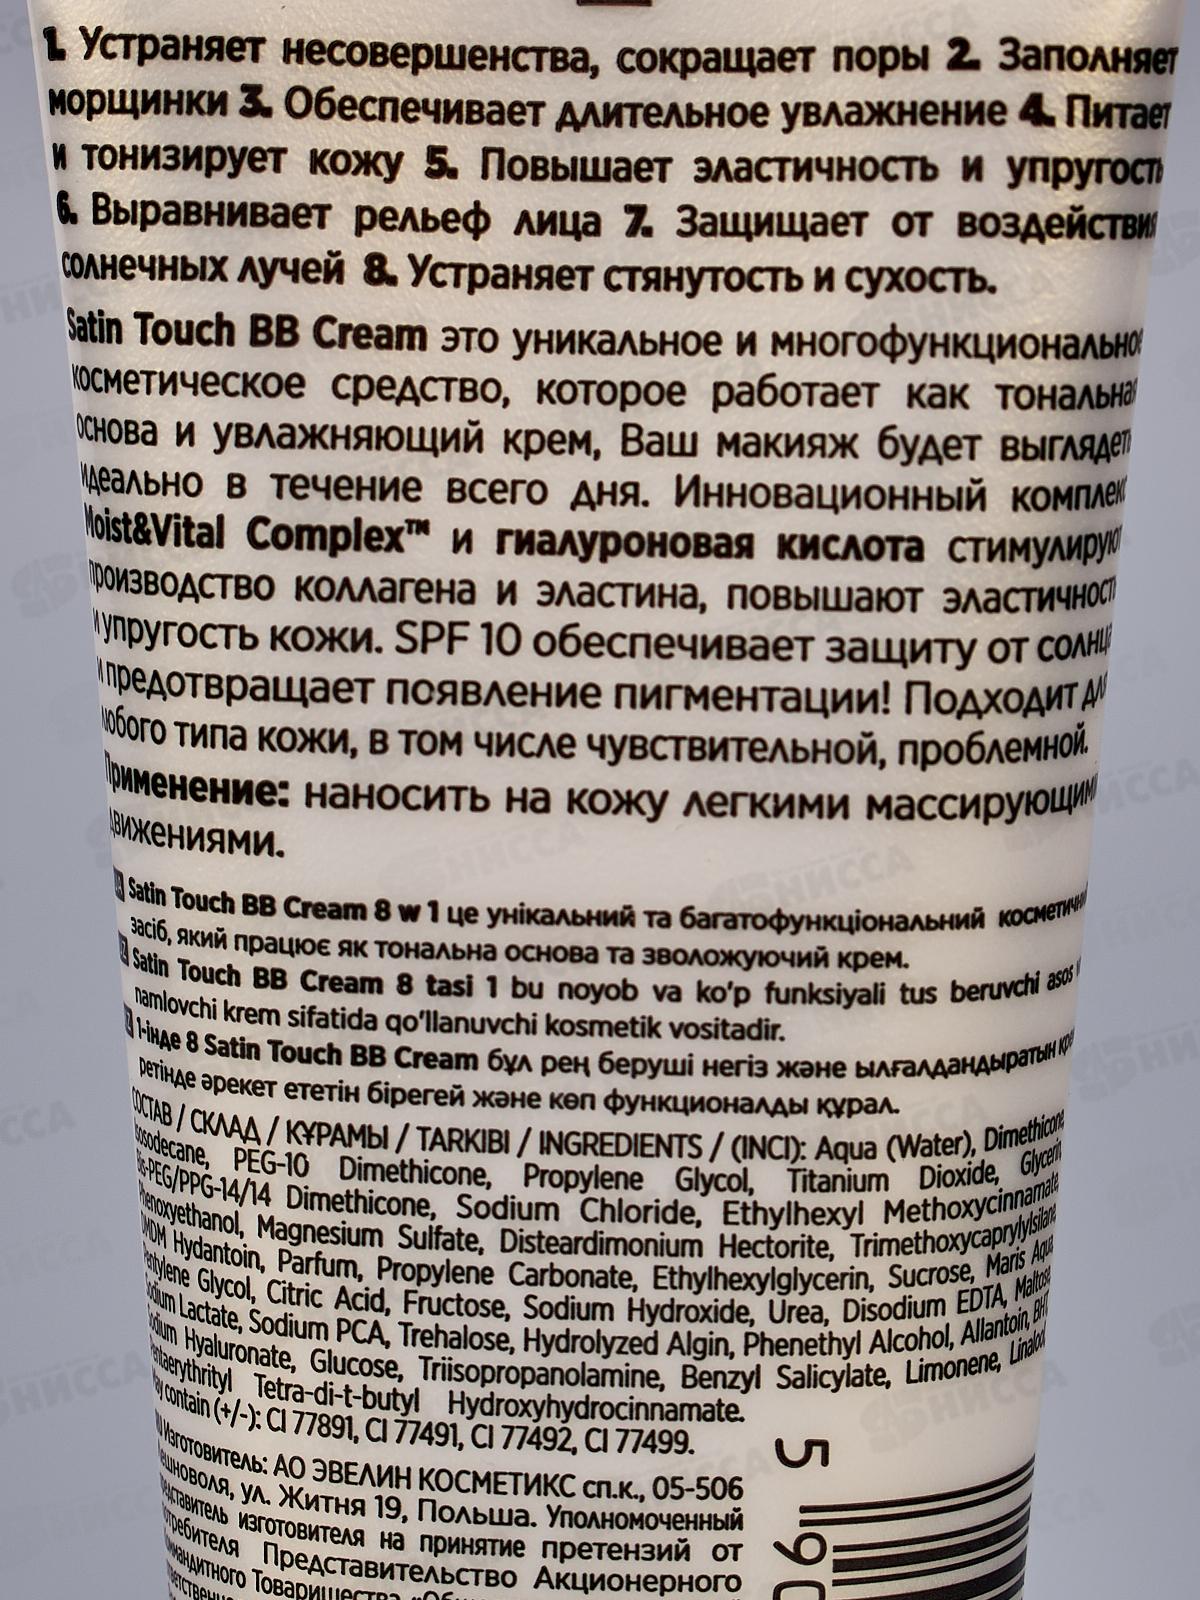 1. Устраняет несовершенства, сокращает поры 2. Заполняет
морщинки 3. Обеспечивает длительное увлажнение 4. Питает
и тонизирует кожу 5. Повышает эластичность и упругость
6. Выравнивает рельеф лица 7. Защищает от воздействия
солнечных лучей 8. Устраняет стянутость и сухость.
Satin Touch BB Cream это уникальное и многофункциональное
косметическое средство, которое работает как тональная
основа и увлажняющий крем, Ваш макияж будет выглядеть
идеально в течение всего дня. Инновационный комплекс
Moist&Vital Complex™ и гиалуроновая кислота стимулируют
производство коллагена и эластина, повышают эластичность
и упругость кожи. SPF 10 обеспечивает защиту от солнца
и предотвращает появление пигментации! Подходит для
любого типа кожи, в том числе чувствительной, проблемной.
Применение: наносить на кожу легкими массирующими
движениями.
Satin Touch BB Cream 8 w 1 це унікальний та багатофункціональний косметичний
засіб, який працює як тональна основа та зволожуючий крем.
Satin Touch BB Cream 8 tasi 1 bu noyob va ko'p funksiyali tus beruvchi asos
namlovchi krem sifatida qo'llanuvchi kosmetik vositadir.
1-інде 8 Satin Touch BB Cream бұл рең беруші негіз және ылғалдандыратын
ретінде әрекет ететін бірегей және көп функционалды құрал.
СОСТАВ / СКЛАД / ҚҰРАМЫ / TARKIBI / INGREDIENTS / (INCI): Aqua (Water), Dimethicone,
Isosodecane, PEG-10 Dimethicone, Propylene Glycol, Titanium Dioxide, Glycerin,
Bis-PEG/PPG-14/14 Dimethicone, Sodium Chloride, Ethylhexyl Methoxycinnamate,
Phenoxyethanol, Magnesium Sulfate, Disteardimonium Hectorite, Trimethoxycaprylylsilane,
DMDM Hydantoin, Parfum, Propylene Carbonate, Ethylhexylglycerin, Sucrose, Maris Aqua,
Pentylene Glycol, Citric Acid, Fructose, Sodium Hydroxide, Urea, Disodium EDTA, Maltose,
Sodium Lactate, Sodium PCA, Trehalose, Hydrolyzed Algin, Phenethyl Alcohol, Allantoin, BHT,
Sodium Hyaluronate, Glucose, Triisopropanolamine, Benzyl Salicylate, Limonene, Linalool,
Pentaerythrityl Tetra-di-t-butyl Hydroxyhydrocinnamate.
May contain (+/-): CI 77891, CI 77491, CI 77492, CI 77499.
Изготовитель: АО ЭВЕЛИН КОСМЕТИКС сп.к., 05-506
Лешноволя, ул. Житня 19, Польша. Уполномоченный
представитель изготовителя на принятие претензий от
потребителя Представительство Акционерного
Коммандитного Товарищества
5 90